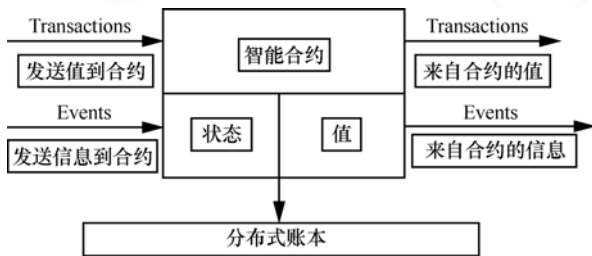 Transactions
发送值到合约
Events
发送信息到合约
智能合约
状态
值
Transactions
来自合约的值
Events
来自合约的信息
分布式账本